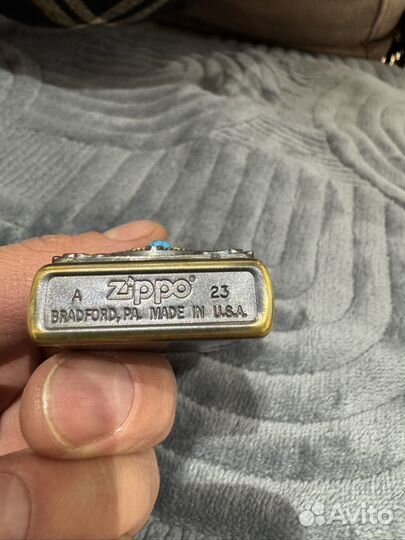 A Zippo® 23
BRADFORD, PA. MADE IN U.S.A.
Avito